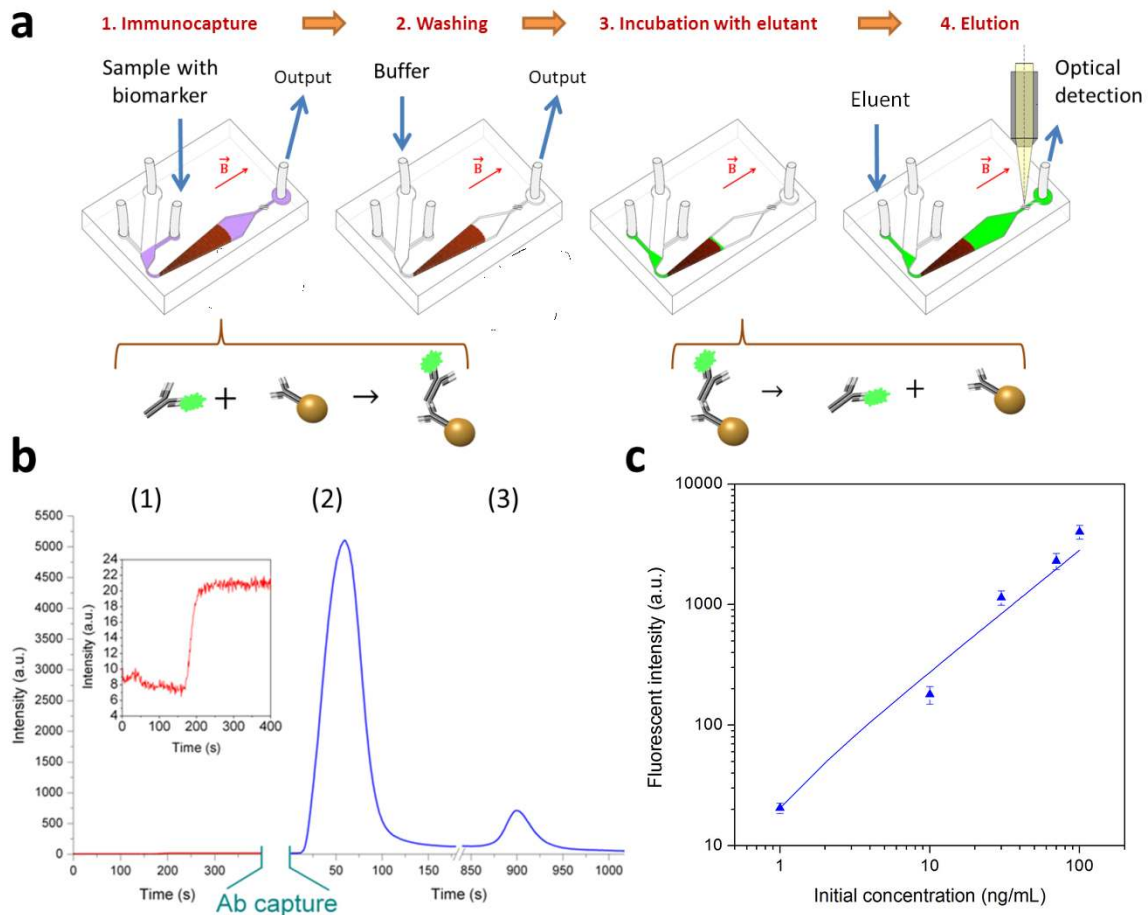 a
1. Immunocapture
2. Washing
3. Incubation with elutant
4. Elution
Sample with
biomarker
Output
Buffer
Output
Eluent
Optical
detection
B
B
B
B
b
(1)
(2)
(3)
5500
5000
4500
4000
3500
3000
2500
2000
1500
1000
500
0
Intensity (a.u.)
24
22
20
18
16
14
12
10
8
6
4
Intensity (a.u.)
0 100 200 300 400
Time (s)
0 100 200 300
50 100 850 900 950 1000
Time (s)
Time (s)
Ab capture
c
10000
1000
100
10
Fluorescent intensity (a.u.)
1 10 100
Initial concentration (ng/mL)